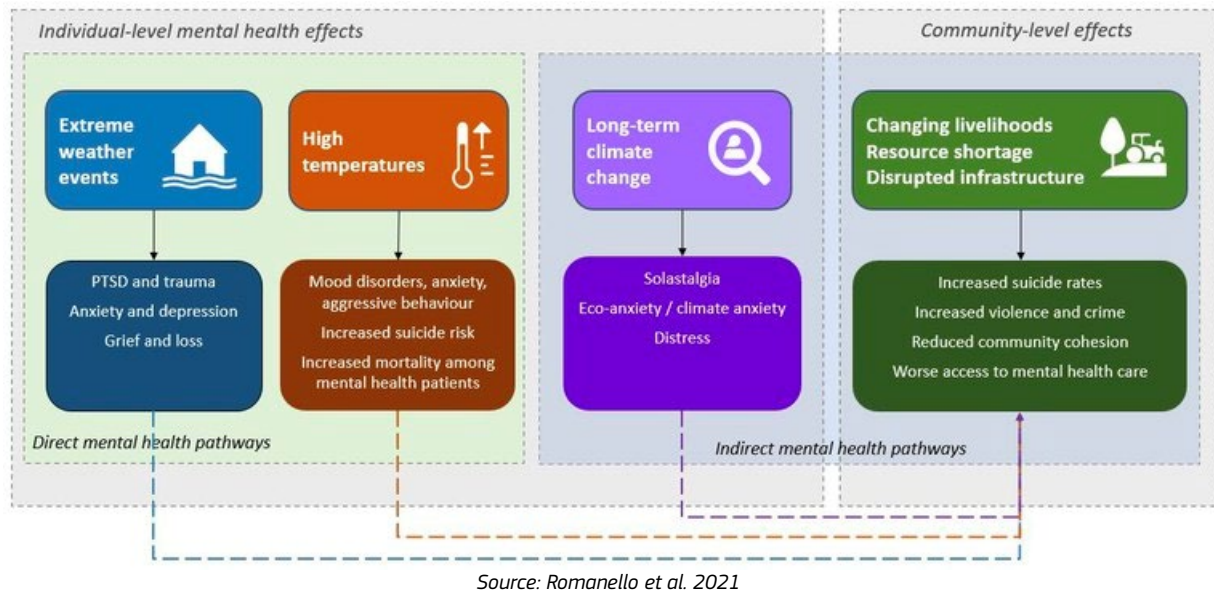 Individual-level mental health effects
Community-level effects
Extreme
weather
events
High
temperatures
Long-term
climate
change
Changing livelihoods
Resource shortage
Disrupted infrastructure
PTSD and trauma
Anxiety and depression
Grief and loss
Mood disorders, anxiety,
aggressive behaviour
Increased suicide risk
Increased mortality among
mental health patients
Solastalgia
Eco-anxiety / climate anxiety
Distress
Increased suicide rates
Increased violence and crime
Reduced community cohesion
Worse access to mental health care
Direct mental health pathways
Indirect mental health pathways
Source: Romanello et al. 2021